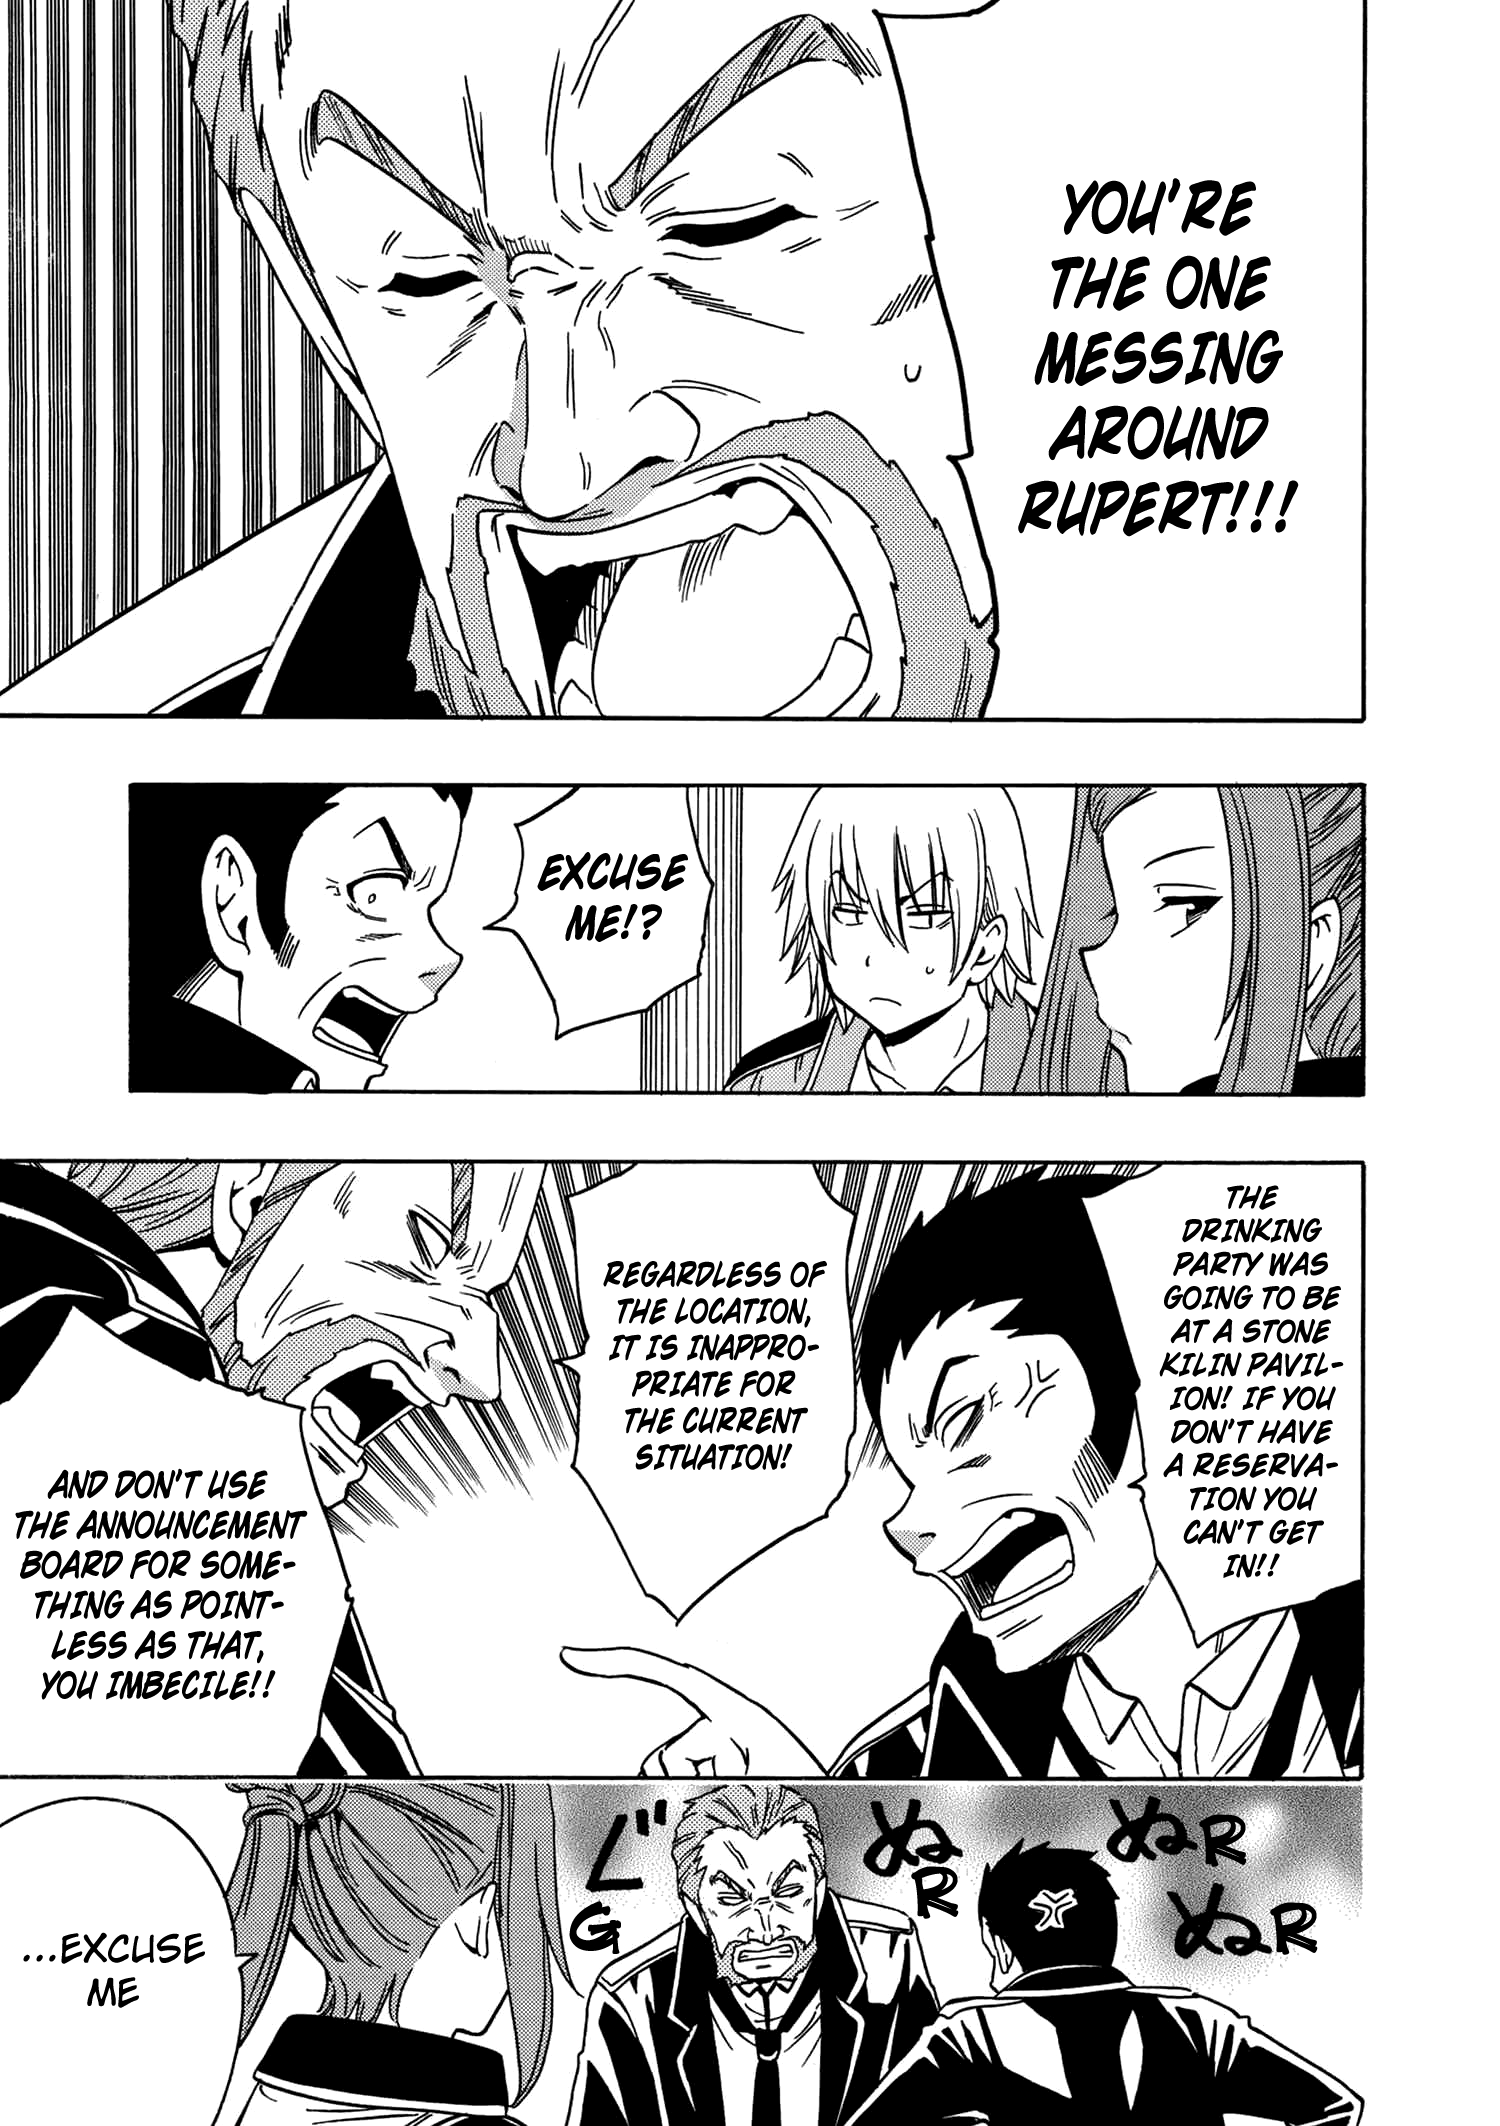 YOU'RE
THE ONE
MESSING
AROUND
RUPERT!!!
EXCUSE
ME!?
THE
DRINKING
PARTY WAS
GOING TO BE
AT A STONE
KILIN PAVIL-
ION! IF YOU
DON'T HAVE
A RESERVA-
TION YOU
CAN'T GET
IN!!
REGARDLESS OF
THE LOCATION,
IT IS INAPPRO-
PRIATE FOR
THE CURRENT
SITUATION!
AND DON'T USE
THE ANNOUNCEMENT
BOARD FOR SOME-
THING AS POINT-
LESS AS THAT,
YOU IMBECILE!!
ぬR
ぬR
ぬ
R
ぐ
G
...EXCUSE
ME